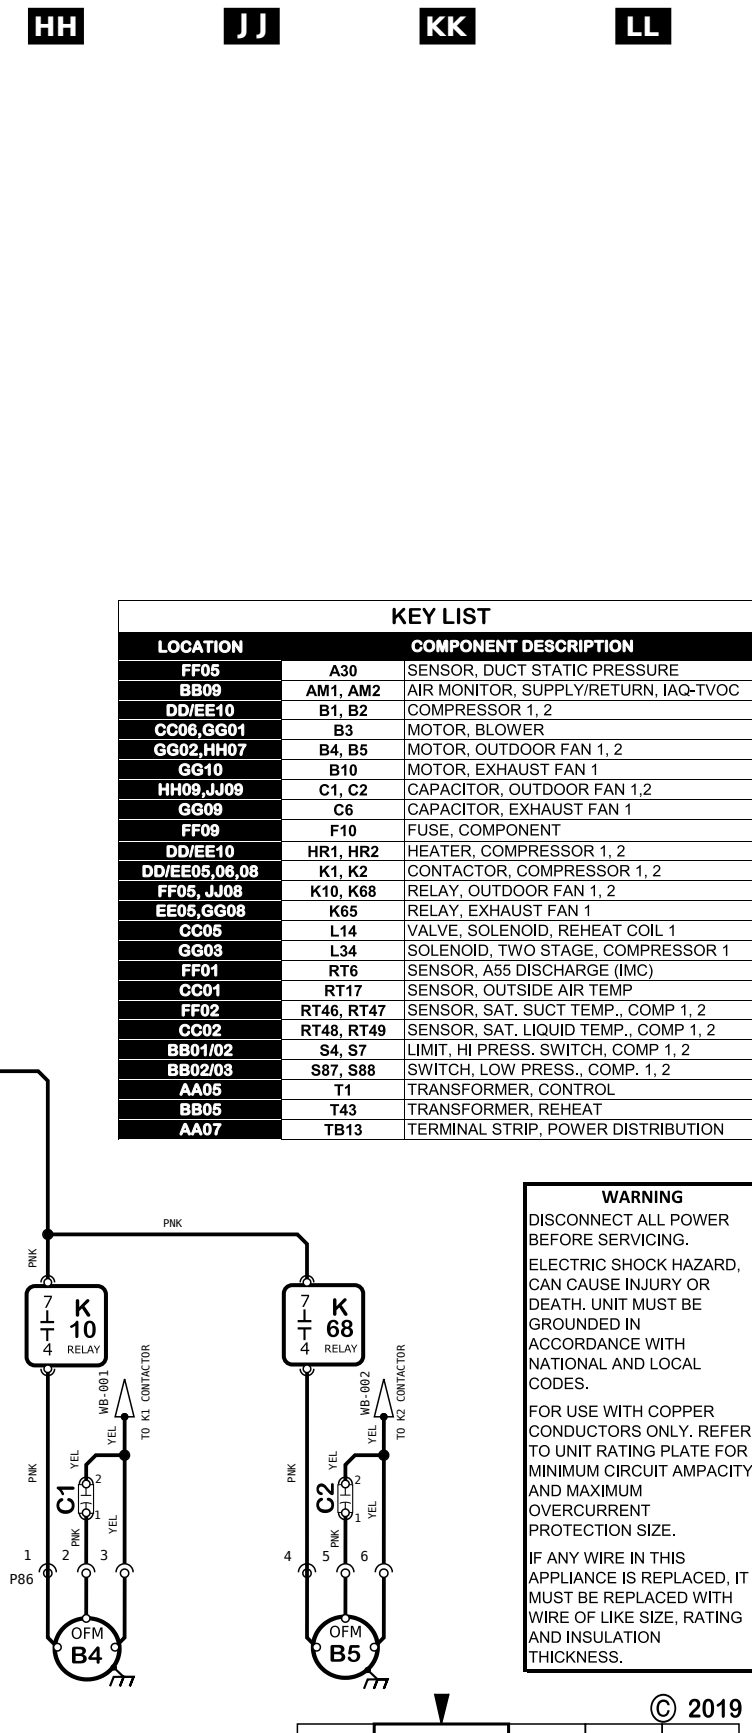 HH JJ KK LL
KEY LIST
LOCATION COMPONENT DESCRIPTION
FF05 A30 SENSOR, DUCT STATIC PRESSURE
BB09 AM1, AM2 AIR MONITOR, SUPPLY/RETURN, IAQ-TVOC
DD/EE10 B1, B2 COMPRESSOR 1, 2
CC06,GG01 B3 MOTOR, BLOWER
GG02,HH07 B4, B5 MOTOR, OUTDOOR FAN 1, 2
GG10 B10 MOTOR, EXHAUST FAN 1
HH09,JJ09 C1, C2 CAPACITOR, OUTDOOR FAN 1,2
GG09 C6 CAPACITOR, EXHAUST FAN 1
FF09 F10 FUSE, COMPONENT
DD/EE10 HR1, HR2 HEATER, COMPRESSOR 1, 2
DD/EE05,06,08 K1, K2 CONTACTOR, COMPRESSOR 1, 2
FF05, JJ08 K10, K68 RELAY, OUTDOOR FAN 1, 2
EE05,GG08 K65 RELAY, EXHAUST FAN 1
CC05 L14 VALVE, SOLENOID, REHEAT COIL 1
GG03 L34 SOLENOID, TWO STAGE, COMPRESSOR 1
FF01 RT6 SENSOR, A55 DISCHARGE (IMC)
CC01 RT17 SENSOR, OUTSIDE AIR TEMP
FF02 RT46, RT47 SENSOR, SAT. SUCT TEMP., COMP 1, 2
CC02 RT48, RT49 SENSOR, SAT. LIQUID TEMP., COMP 1, 2
BB01/02 S4, S7 LIMIT, HI PRESS. SWITCH, COMP 1, 2
BB02/03 S87, S88 SWITCH, LOW PRESS., COMP. 1, 2
AA05 T1 TRANSFORMER, CONTROL
BB05 T43 TRANSFORMER, REHEAT
AA07 TB13 TERMINAL STRIP, POWER DISTRIBUTION
PNK
PNK
7
K
10
4 RELAY
7
K
68
4 RELAY
WB-001
TO K1 CONTACTOR
WB-002
TO K2 CONTACTOR
YEL
YEL
PNK
YEL
C1
2
1
PNK
YEL
PNK
YEL
C2
2
1
PNK
YEL
1 2 3
P86
4 5 6
OFM
B4
OFM
B5
WARNING
DISCONNECT ALL POWER
BEFORE SERVICING.
ELECTRIC SHOCK HAZARD,
CAN CAUSE INJURY OR
DEATH. UNIT MUST BE
GROUNDED IN
ACCORDANCE WITH
NATIONAL AND LOCAL
CODES.
FOR USE WITH COPPER
CONDUCTORS ONLY. REFER
TO UNIT RATING PLATE FOR
MINIMUM CIRCUIT AMPACITY
AND MAXIMUM
OVERCURRENT
PROTECTION SIZE.
IF ANY WIRE IN THIS
APPLIANCE IS REPLACED, IT
MUST BE REPLACED WITH
WIRE OF LIKE SIZE, RATING
AND INSULATION
THICKNESS.
© 2019